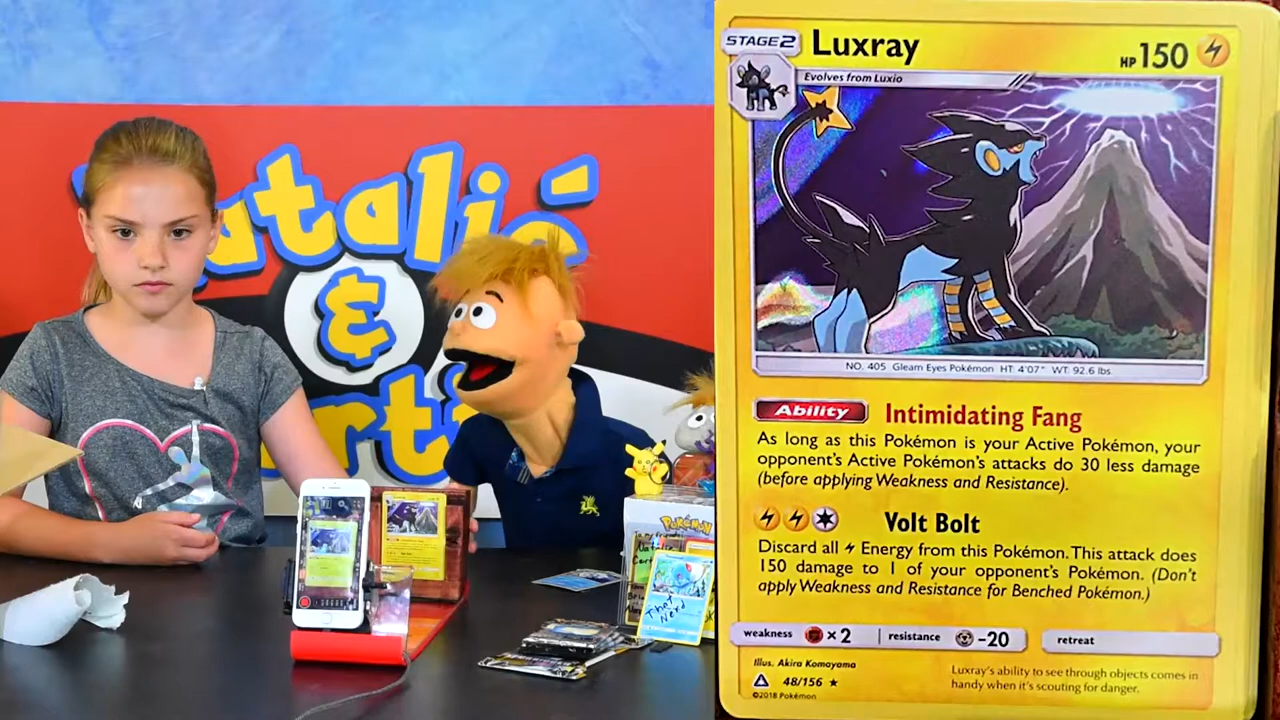 &
STAGE2
Luxray
HP 150
Evolves from Luxio
NO. 405 Gleam Eyes Pokémon HT: 4'07" WT: 92.6 lbs.
Ability Intimidating Fang
As long as this Pokémon is your Active Pokémon, your
opponent's Active Pokémon's attacks do 30 less damage
(before applying Weakness and Resistance).
Volt Bolt
Discard all Energy from this Pokémon. This attack does
150 damage to 1 of your opponent's Pokémon. (Don't
apply Weakness and Resistance for Benched Pokémon.)
weakness ×2 resistance -20 retreat
Illus. Akira Komayama
48/156 ★
©2018 Pokémon
Luxray's ability to see through objects comes in
handy when it's scouting for danger.
POKÉMON
That
Nerd